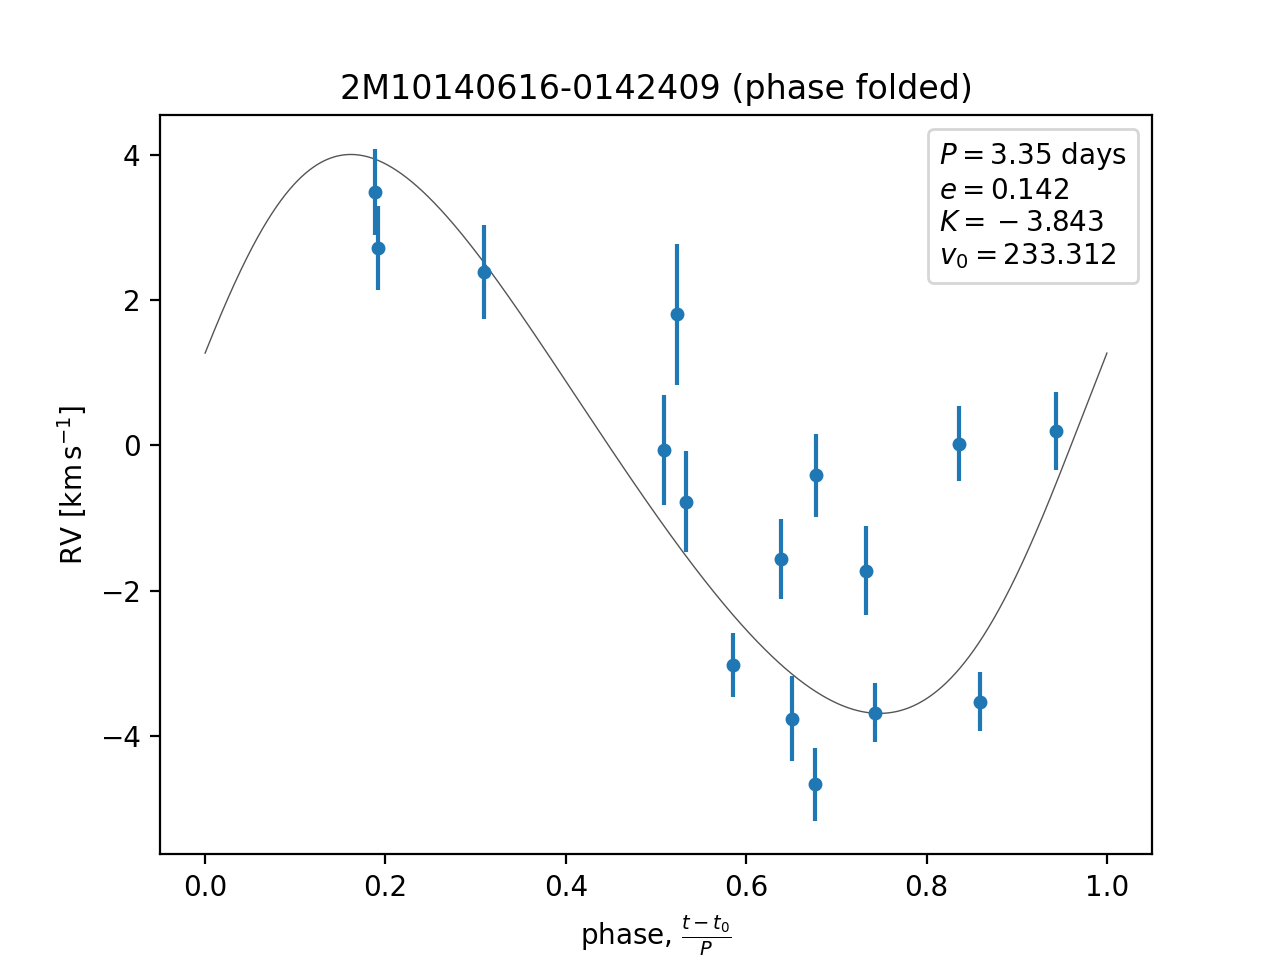 2M10140616-0142409 (phase folded)
P = 3.35 days
e = 0.142
K = −3.843
v₀ = 233.312
RV [km s⁻¹]
4
2
0
−2
−4
0.0 0.2 0.4 0.6 0.8 1.0
phase, (t − t₀)/P